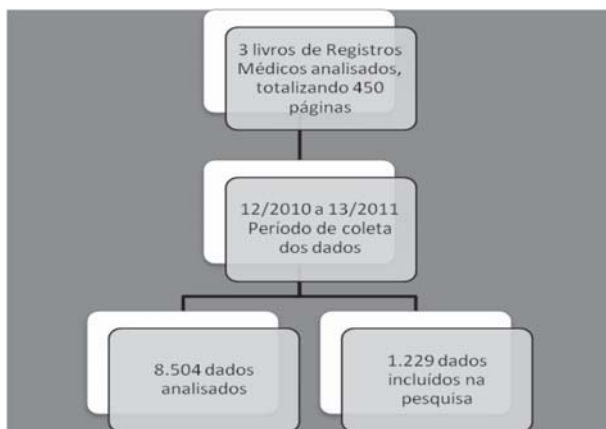 3 livros de Registros
Médicos analisados,
totalizando 450
páginas
12/2010 a 13/2011
Período de coleta
dos dados
8.504 dados
analisados
1.229 dados
incluídos na
pesquisa